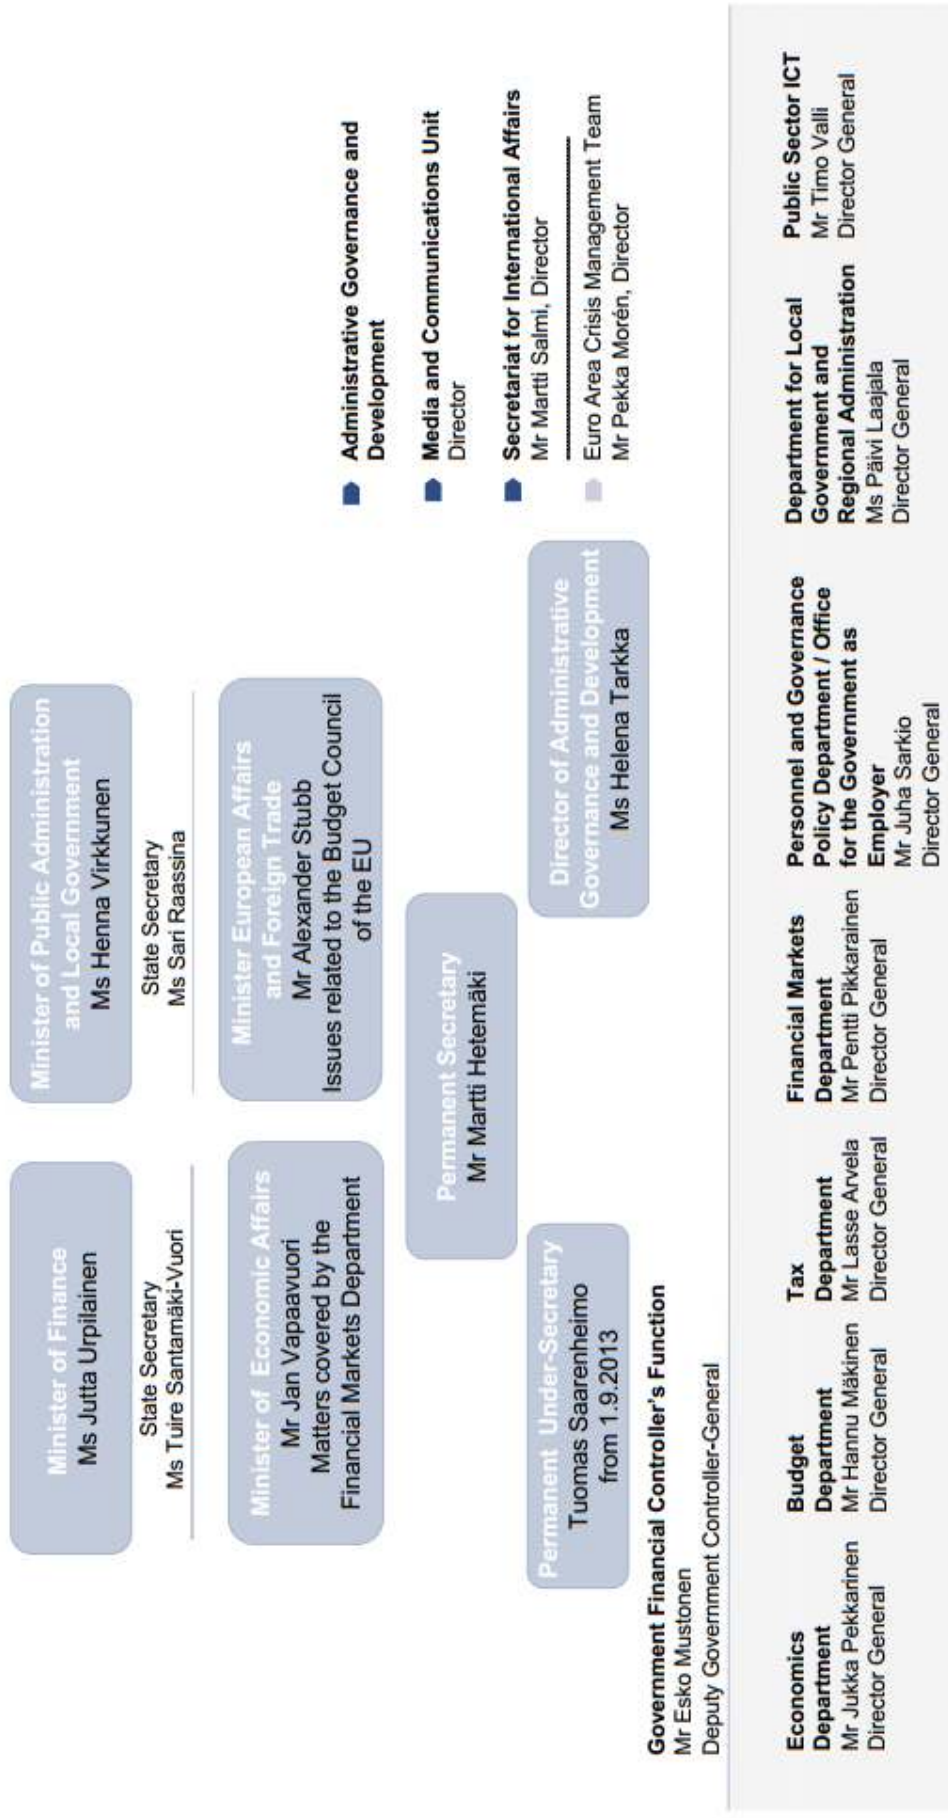 Minister of Finance
Ms Jutta Urpilainen
State Secretary
Ms Tuire Santamäki-Vuori
Minister of Public Administration
and Local Government
Ms Henna Virkkunen
State Secretary
Ms Sari Raassina
Minister of Economic Affairs
Mr Jan Vapaavuori
Matters covered by the
Financial Markets Department
Minister European Affairs
and Foreign Trade
Mr Alexander Stubb
Issues related to the Budget Council
of the EU
Permanent Secretary
Mr Martti Hetemäki
Permanent Under-Secretary
Tuomas Saarenheimo
from 1.9.2013
Director of Administrative
Governance and Development
Ms Helena Tarkka
Administrative Governance and
Development
Media and Communications Unit
Director
Secretariat for International Affairs
Mr Martti Salmi, Director
Euro Area Crisis Management Team
Mr Pekka Morén, Director
Government Financial Controller's Function
Mr Esko Mustonen
Deputy Government Controller-General
Economics
Department
Mr Jukka Pekkarinen
Director General
Budget
Department
Mr Hannu Mäkinen
Director General
Tax
Department
Mr Lasse Arvela
Director General
Financial Markets
Department
Mr Pentti Pikkarainen
Director General
Personnel and Governance
Policy Department / Office
for the Government as
Employer
Mr Juha Sarkio
Director General
Department for Local
Government and
Regional Administration
Ms Päivi Laajala
Director General
Public Sector ICT
Mr Timo Valli
Director General